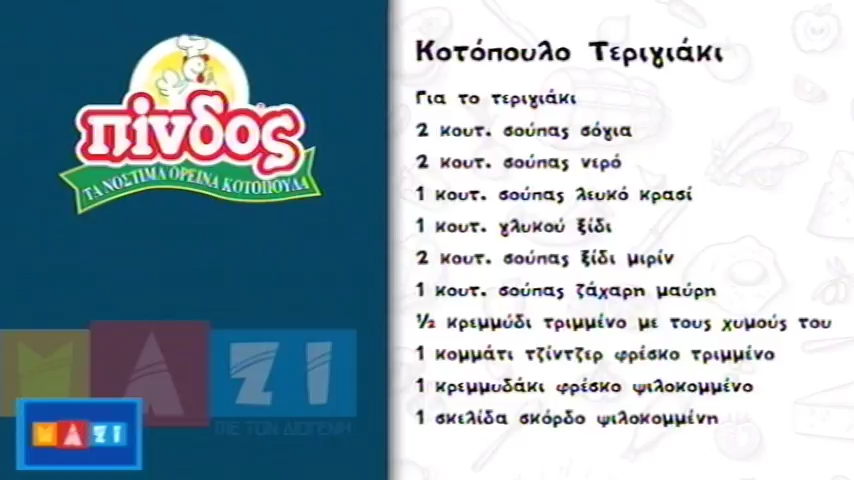 πίνδος®
ΤΑ ΝΟΣΤΙΜΑ ΟΡΕΙΝΑ ΚΟΤΟΠΟΥΛΑ
ΜΑΖΙ
ΜΕ ΤΟΝ ΔΙΟΓΕΝΗ
ΜΑΖΙ
Κοτόπουλο Τεριγιάκι
Για το τεριγιάκι
2 κουτ. σούπας σόγια
2 κουτ. σούπας νερό
1 κουτ. σούπας λευκό κρασί
1 κουτ. γλυκού ξίδι
2 κουτ. σούπας ξίδι μιρίν
1 κουτ. σούπας ζάχαρη μαύρη
½ κρεμμύδι τριμμένο με τους χυμούς του
1 κομμάτι τζίντζερ φρέσκο τριμμένο
1 κρεμμυδάκι φρέσκο ψιλοκομμένο
1 σκελίδα σκόρδο ψιλοκομμένη